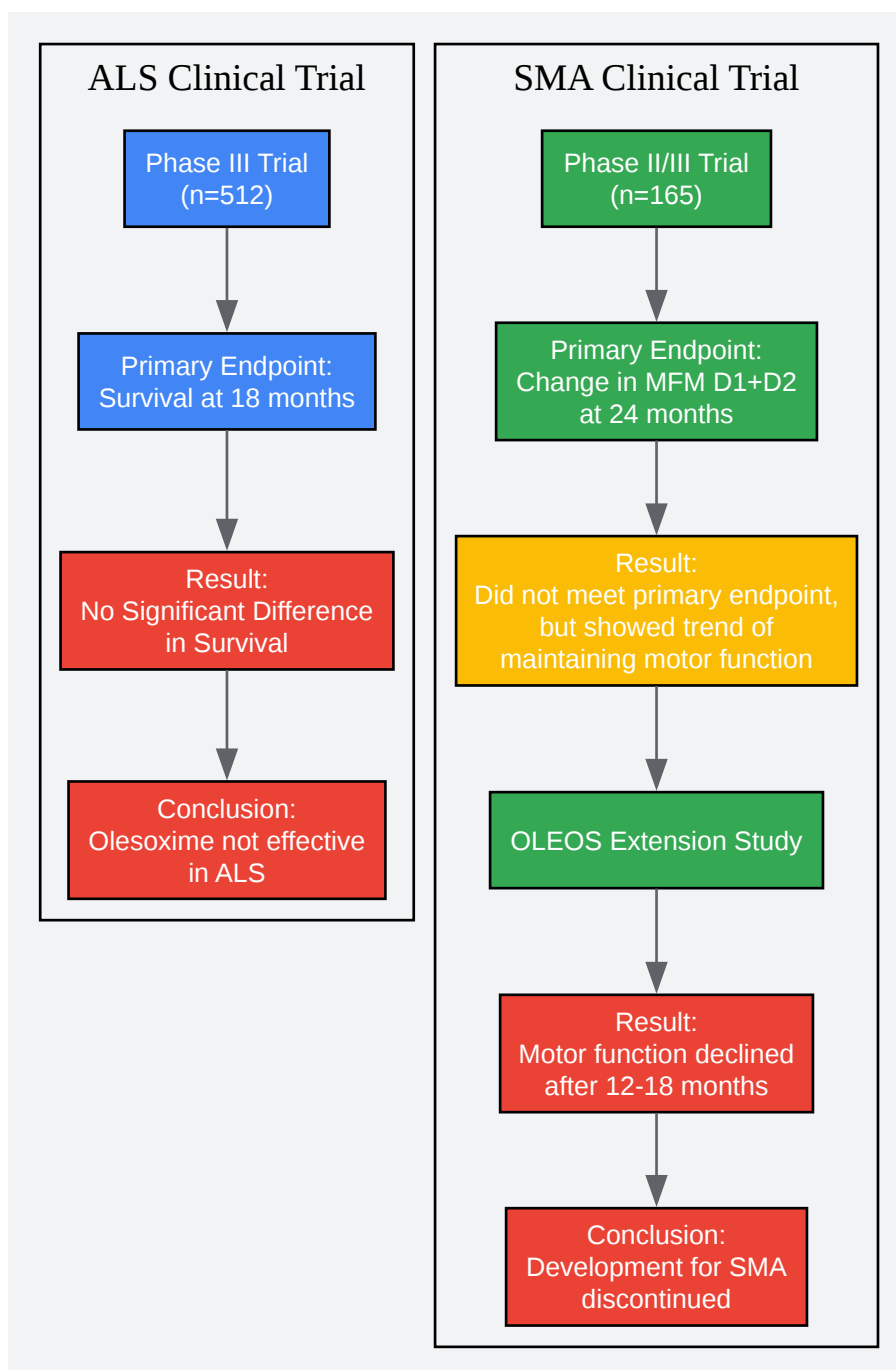 ALS Clinical Trial
Phase III Trial
(n=512)
Primary Endpoint:
Survival at 18 months
Result:
No Significant Difference
in Survival
Conclusion:
Olesoxime not effective
in ALS
SMA Clinical Trial
Phase II/III Trial
(n=165)
Primary Endpoint:
Change in MFM D1+D2
at 24 months
Result:
Did not meet primary endpoint,
but showed trend of
maintaining motor function
OLEOS Extension Study
Result:
Motor function declined
after 12-18 months
Conclusion:
Development for SMA
discontinued